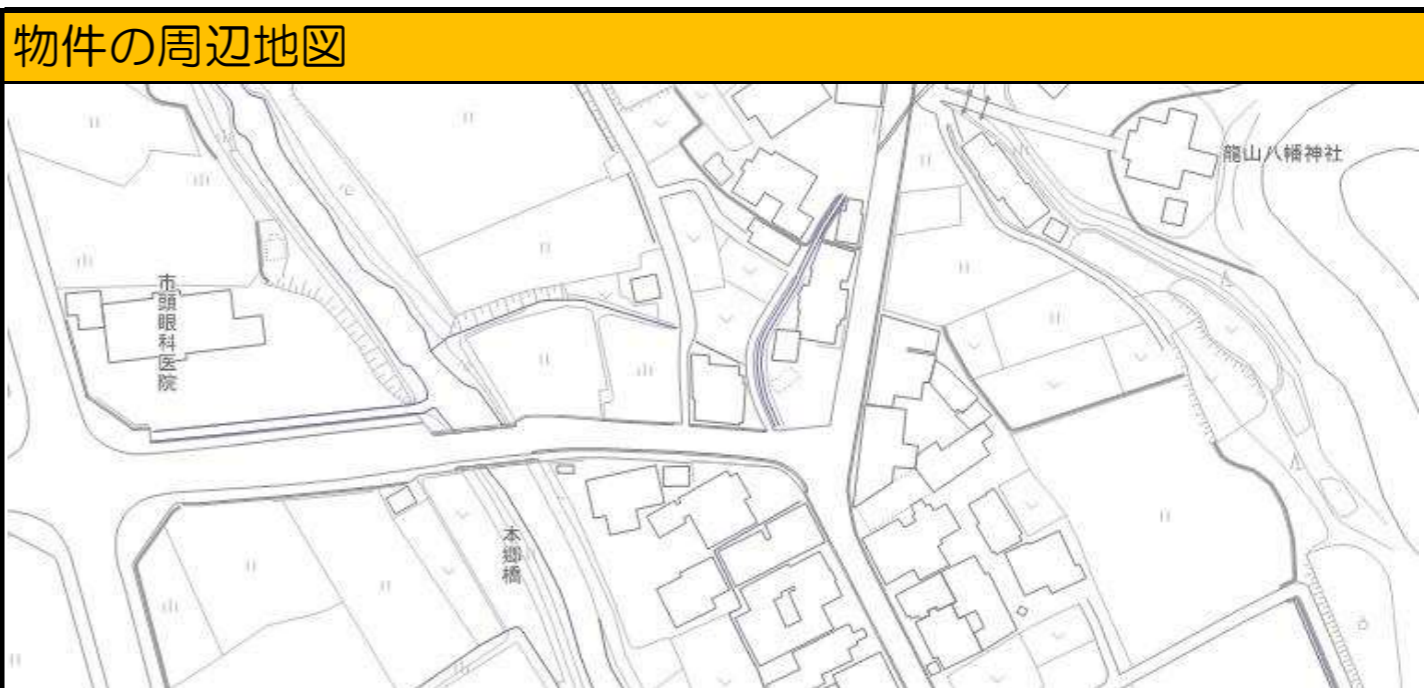 物件の周辺地図
龍山八幡神社
市頭眼科医院
本郷橋